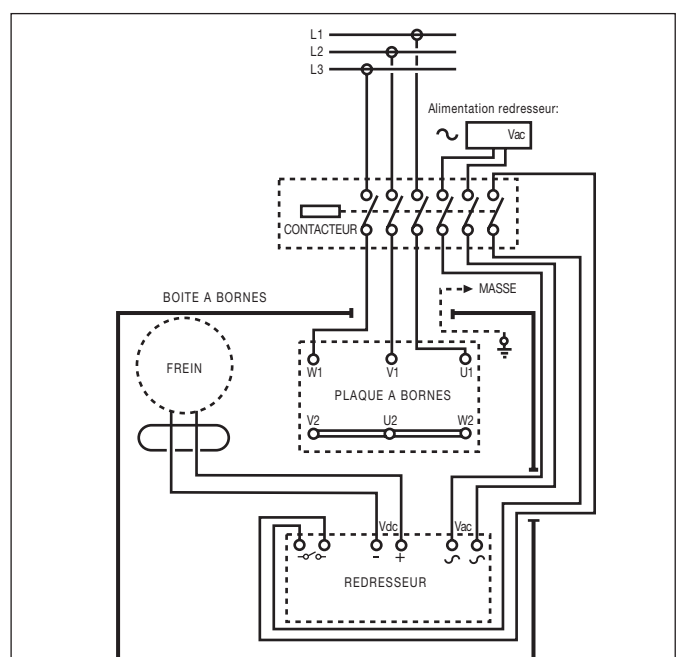 L1
L2
L3
Alimentation redresseur:
Vac
CONTACTEUR
MASSE
BOITE A BORNES
FREIN
W1 V1 U1
PLAQUE A BORNES
V2 U2 W2
Vdc Vac
- +
REDRESSEUR